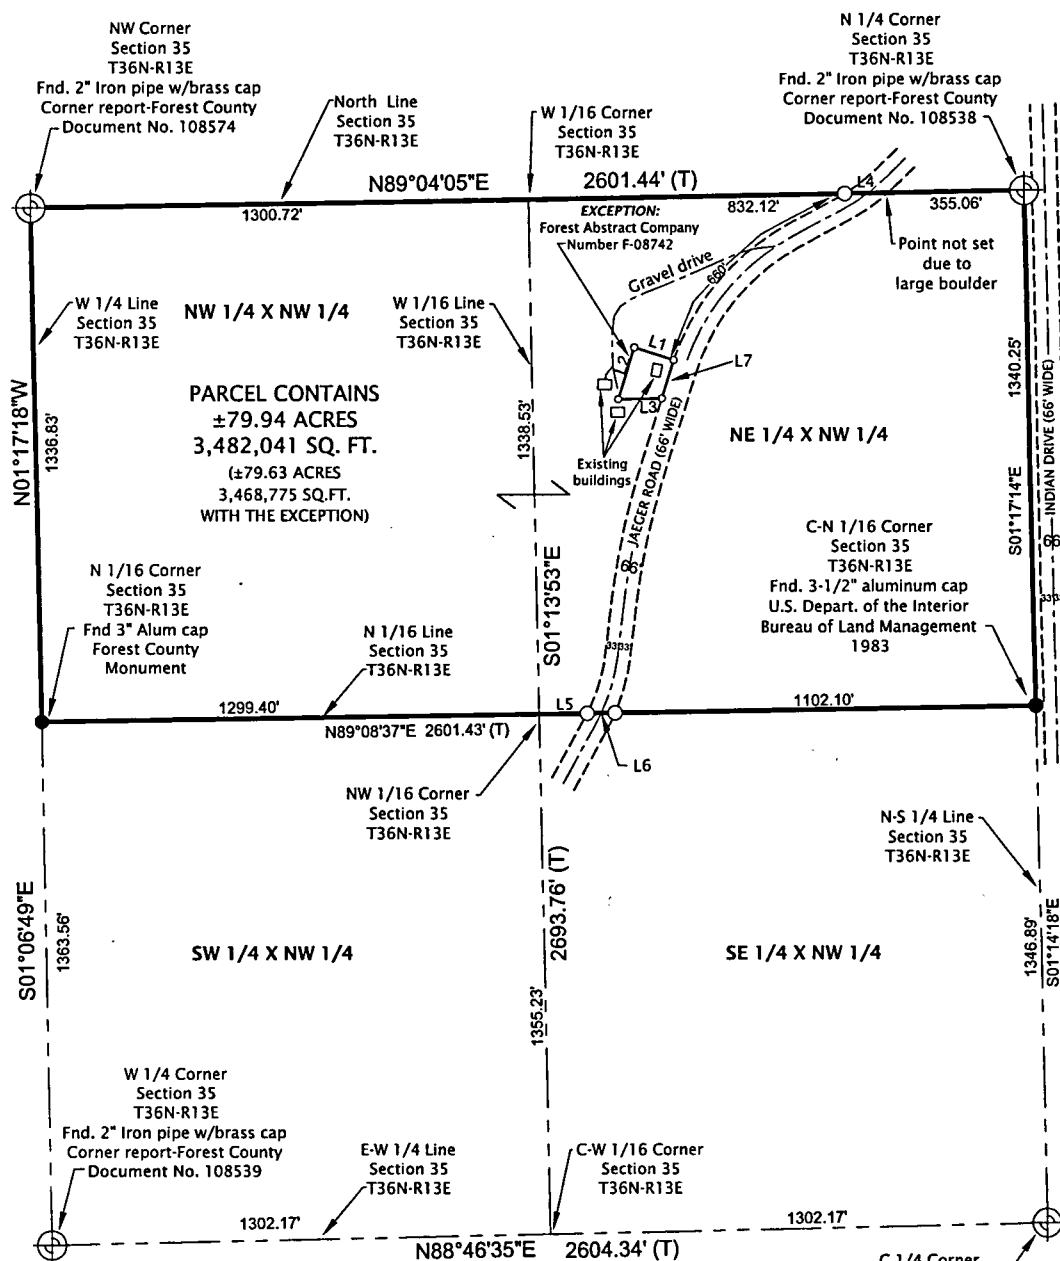 NW Corner
Section 35
T36N-R13E
Fnd. 2" Iron pipe w/brass cap
Corner report-Forest County
Document No. 108574
North Line
Section 35
T36N-R13E
W 1/16 Corner
Section 35
T36N-R13E
N 1/4 Corner
Section 35
T36N-R13E
Fnd. 2" Iron pipe w/brass cap
Corner report-Forest County
Document No. 108538
N89°04'05"E 2601.44' (T)
L4
1300.72'
832.12'
355.06'
EXCEPTION:
Forest Abstract Company
Number F-08742
Point not set
due to
large boulder
Gravel drive
660'
W 1/4 Line
Section 35
T36N-R13E
NW 1/4 X NW 1/4
W 1/16 Line
Section 35
T36N-R13E
L1
L2
L3
L7
N01°17'18"W
1336.83'
PARCEL CONTAINS
±79.94 ACRES
3,482,041 SQ. FT.
(±79.63 ACRES
3,468,775 SQ.FT.
WITH THE EXCEPTION)
1338.53'
Existing
buildings
JAEGER ROAD (66' WIDE)
NE 1/4 X NW 1/4
1340.25'
S01°17'14"E
INDIAN DRIVE (66' WIDE)
66'
33'33'
C-N 1/16 Corner
Section 35
T36N-R13E
Fnd. 3-1/2" aluminum cap
U.S. Depart. of the Interior
Bureau of Land Management
1983
N 1/16 Corner
Section 35
T36N-R13E
Fnd 3" Alum cap
Forest County
Monument
S01°13'53"E
66'
33'33'
N 1/16 Line
Section 35
T36N-R13E
1299.40'
L5
1102.10'
N89°08'37"E 2601.43' (T)
L6
NW 1/16 Corner
Section 35
T36N-R13E
N-S 1/4 Line
Section 35
T36N-R13E
S01°06'49"E
1363.56'
SW 1/4 X NW 1/4
2693.76' (T)
1355.23'
SE 1/4 X NW 1/4
1346.89'
S01°14'18"E
W 1/4 Corner
Section 35
T36N-R13E
Fnd. 2" Iron pipe w/brass cap
Corner report-Forest County
Document No. 108539
E-W 1/4 Line
Section 35
T36N-R13E
C-W 1/16 Corner
Section 35
T36N-R13E
1302.17'
1302.17'
N88°46'35"E 2604.34' (T)
C 1/4 Corner